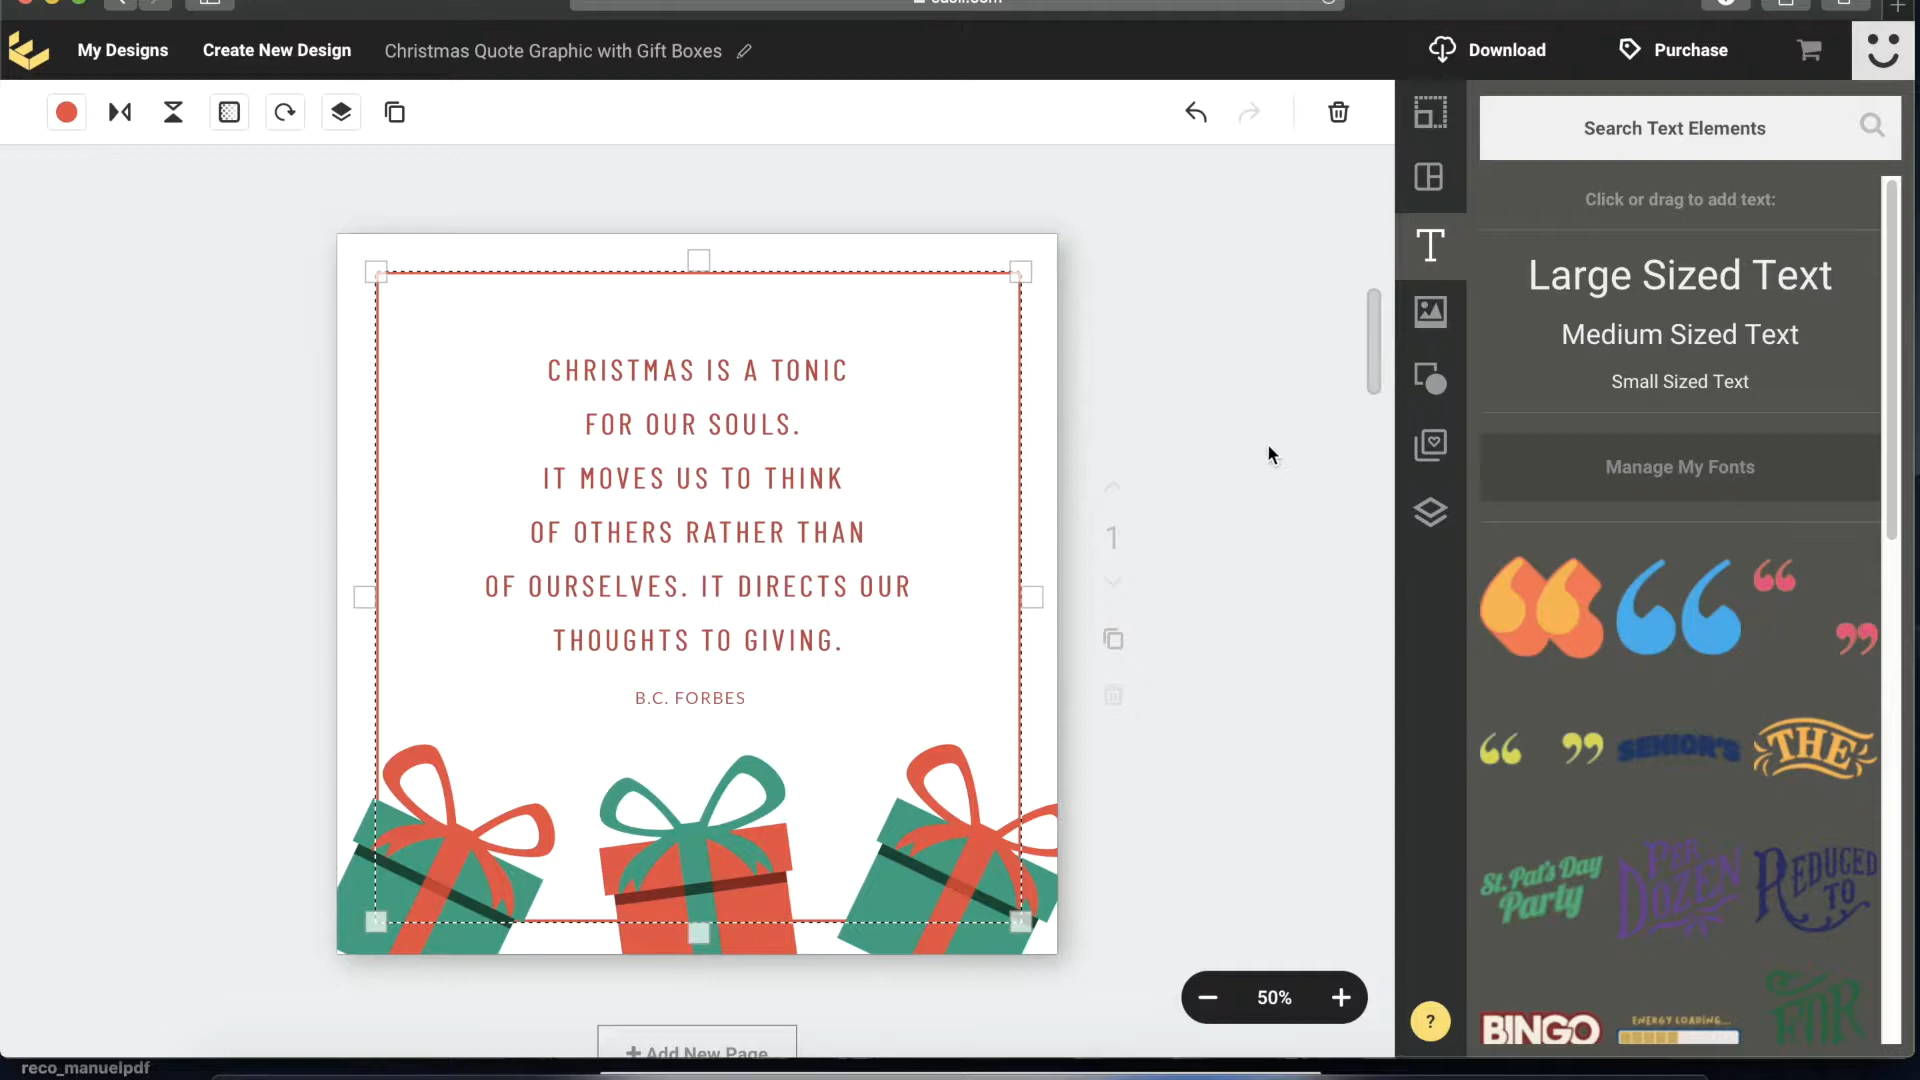 My Designs
Create New Design
Christmas Quote Graphic with Gift Boxes
Download
Purchase
Search Text Elements
Click or drag to add text:
Large Sized Text
Medium Sized Text
Small Sized Text
Manage My Fonts
CHRISTMAS IS A TONIC
FOR OUR SOULS.
IT MOVES US TO THINK
OF OTHERS RATHER THAN
OF OURSELVES. IT DIRECTS OUR
THOUGHTS TO GIVING.
B.C. FORBES
1
SENIOR'S
THE
St. Pat's Day
Party
PER
DOZEN
REDUCED
TO
BINGO
ENERGY LOADING...
FOR
50%
?
+ Add New Page
reco_manuelpdf